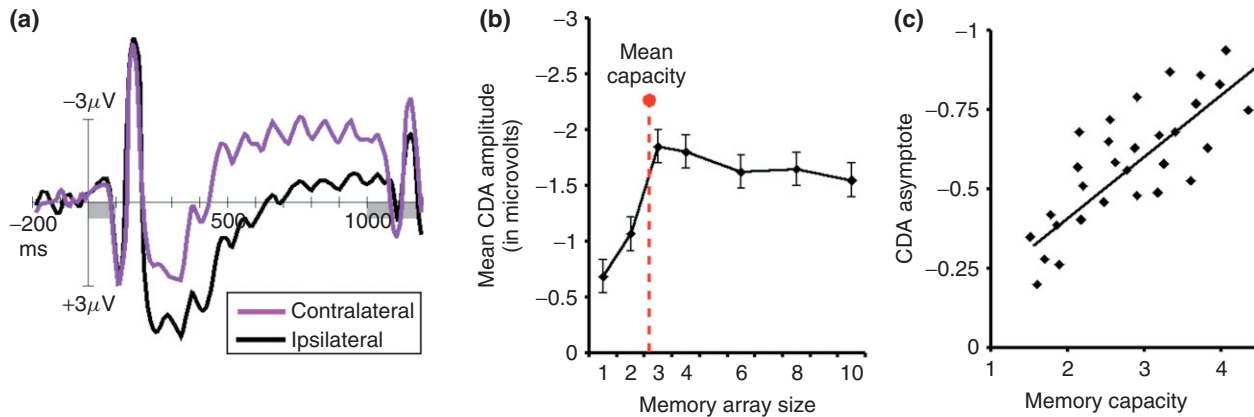 (a)
−3μV
−200
ms
500
1000
+3μV
Contralateral
Ipsilateral
(b)
Mean CDA amplitude
(in microvolts)
−3
−2.5
−2
−1.5
−1
−0.5
0
Mean
capacity
1 2 3 4 6 8 10
Memory array size
(c)
CDA asymptote
−1
−0.75
−0.5
−0.25
0
1 2 3 4
Memory capacity